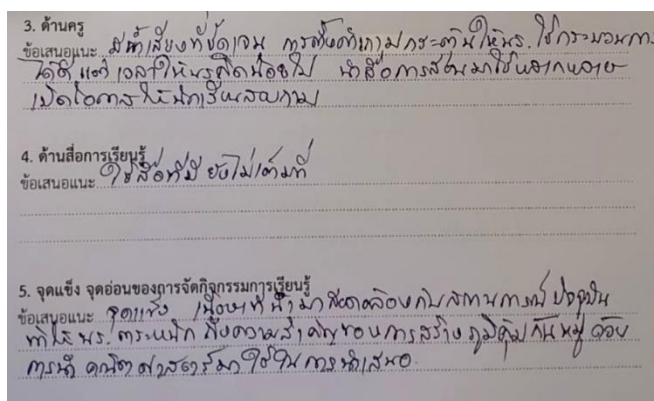 3. ด้านครู
ข้อเสนอแนะ มีน้ำเสียงที่ชัดเจน การตั้งคำถามกระตุ้นให้นร. ใช้กระบวนกา
ได้ดี แต่ เวลาให้นรคิดน้อยไป นำสื่อการสอนมาใช้หลากหลาย
เปิดโอกาสให้นักเรียนสอบถาม
4. ด้านสื่อการเรียนรู้
ข้อเสนอแนะ ใช้สื่อที่มี ยังไม่เต็มที่
5. จุดแข็ง จุดอ่อนของการจัดกิจกรรมการเรียนรู้
ข้อเสนอแนะ จุดแข็ง เนื้อหาที่นำมาสอดคล้องกับสถานการณ์ปัจจุบัน
ทำให้ นร. ตระหนัก ถึงความสำคัญของการสร้าง ภูมิคุ้มกันหมู่ ด้วย
การนำ คณิตศาสตร์มาใช้ในการนำเสนอ